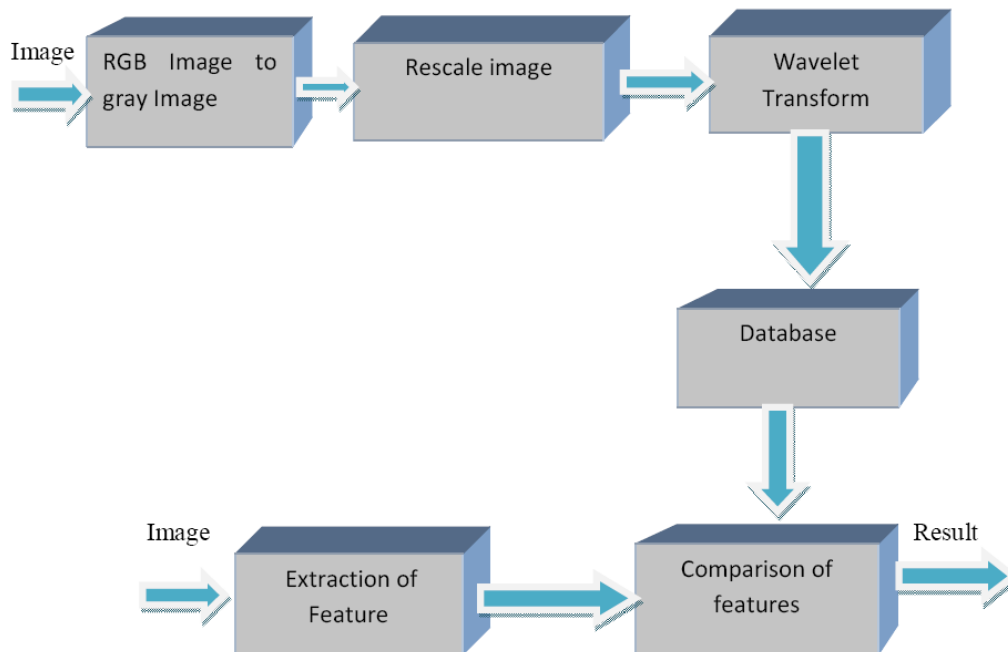 Image
RGB Image to
gray Image
Rescale image
Wavelet
Transform
Database
Image
Extraction of
Feature
Comparison of
features
Result